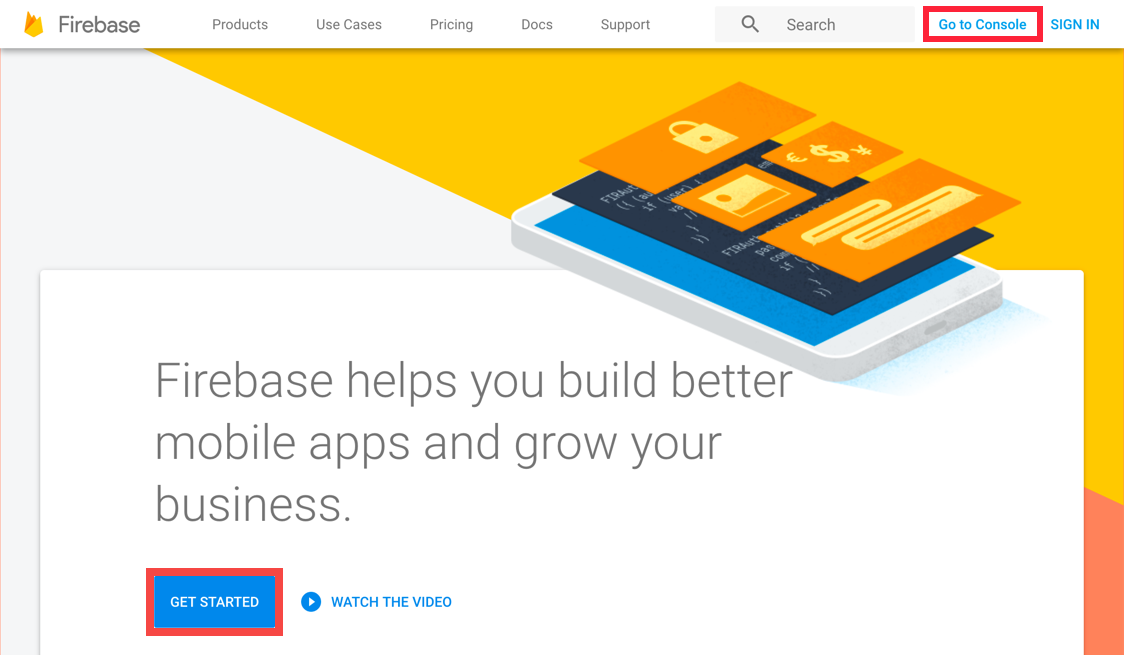 Firebase
Products
Use Cases
Pricing
Docs
Support
Search
Go to Console
SIGN IN
Firebase helps you build better
mobile apps and grow your
business.
GET STARTED
WATCH THE VIDEO